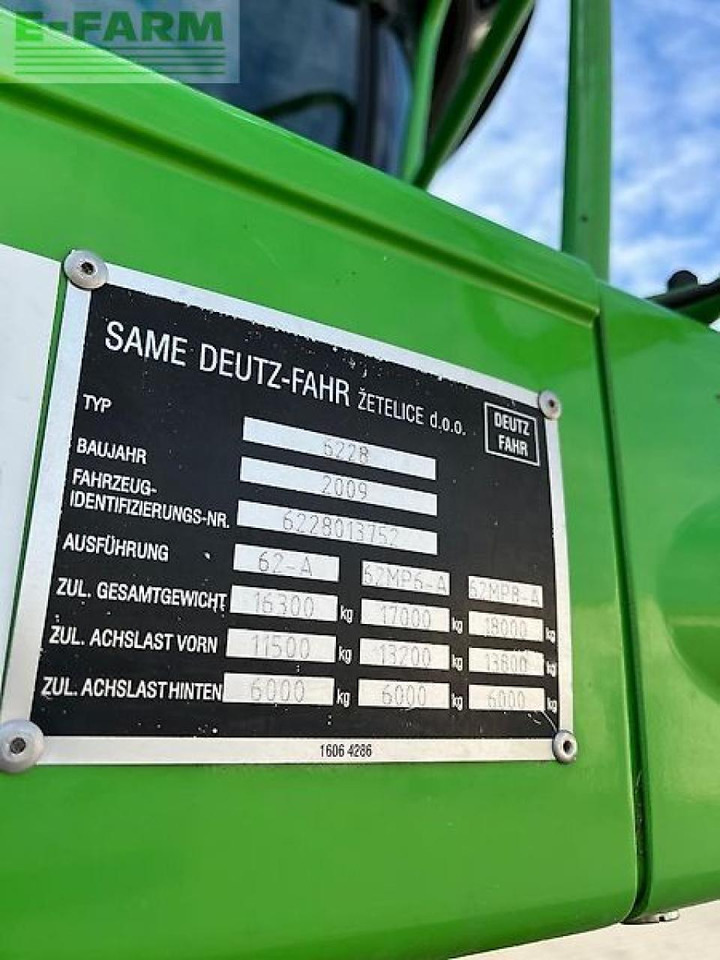 E-FARM
SAME DEUTZ-FAHR ŽETELICE d.o.o.
DEUTZ
FAHR
TYP 6228
BAUJAHR 2009
FAHRZEUG-
IDENTIFIZIERUNGS-NR. 6228013752
AUSFÜHRUNG 62-A 62MP6-A 62MP8-A
ZUL. GESAMTGEWICHT 16300 kg 17000 kg 18000 kg
ZUL. ACHSLAST VORN 11500 kg 13200 kg 13800 kg
ZUL. ACHSLAST HINTEN 6000 kg 6000 kg 6000 kg
1606 4286